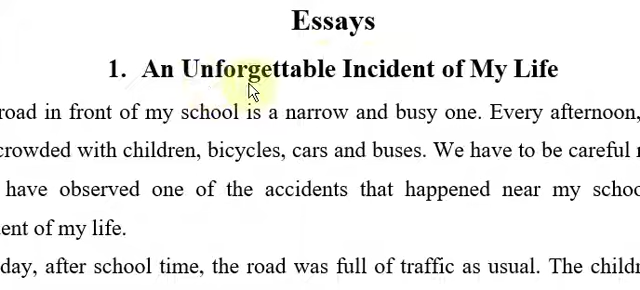 Essays
1. An Unforgettable Incident of My Life
road in front of my school is a narrow and busy one. Every afternoon,
crowded with children, bicycles, cars and buses. We have to be careful
have observed one of the accidents that happened near my
of my life.
day, after school time, the road was full of traffic as usual. The